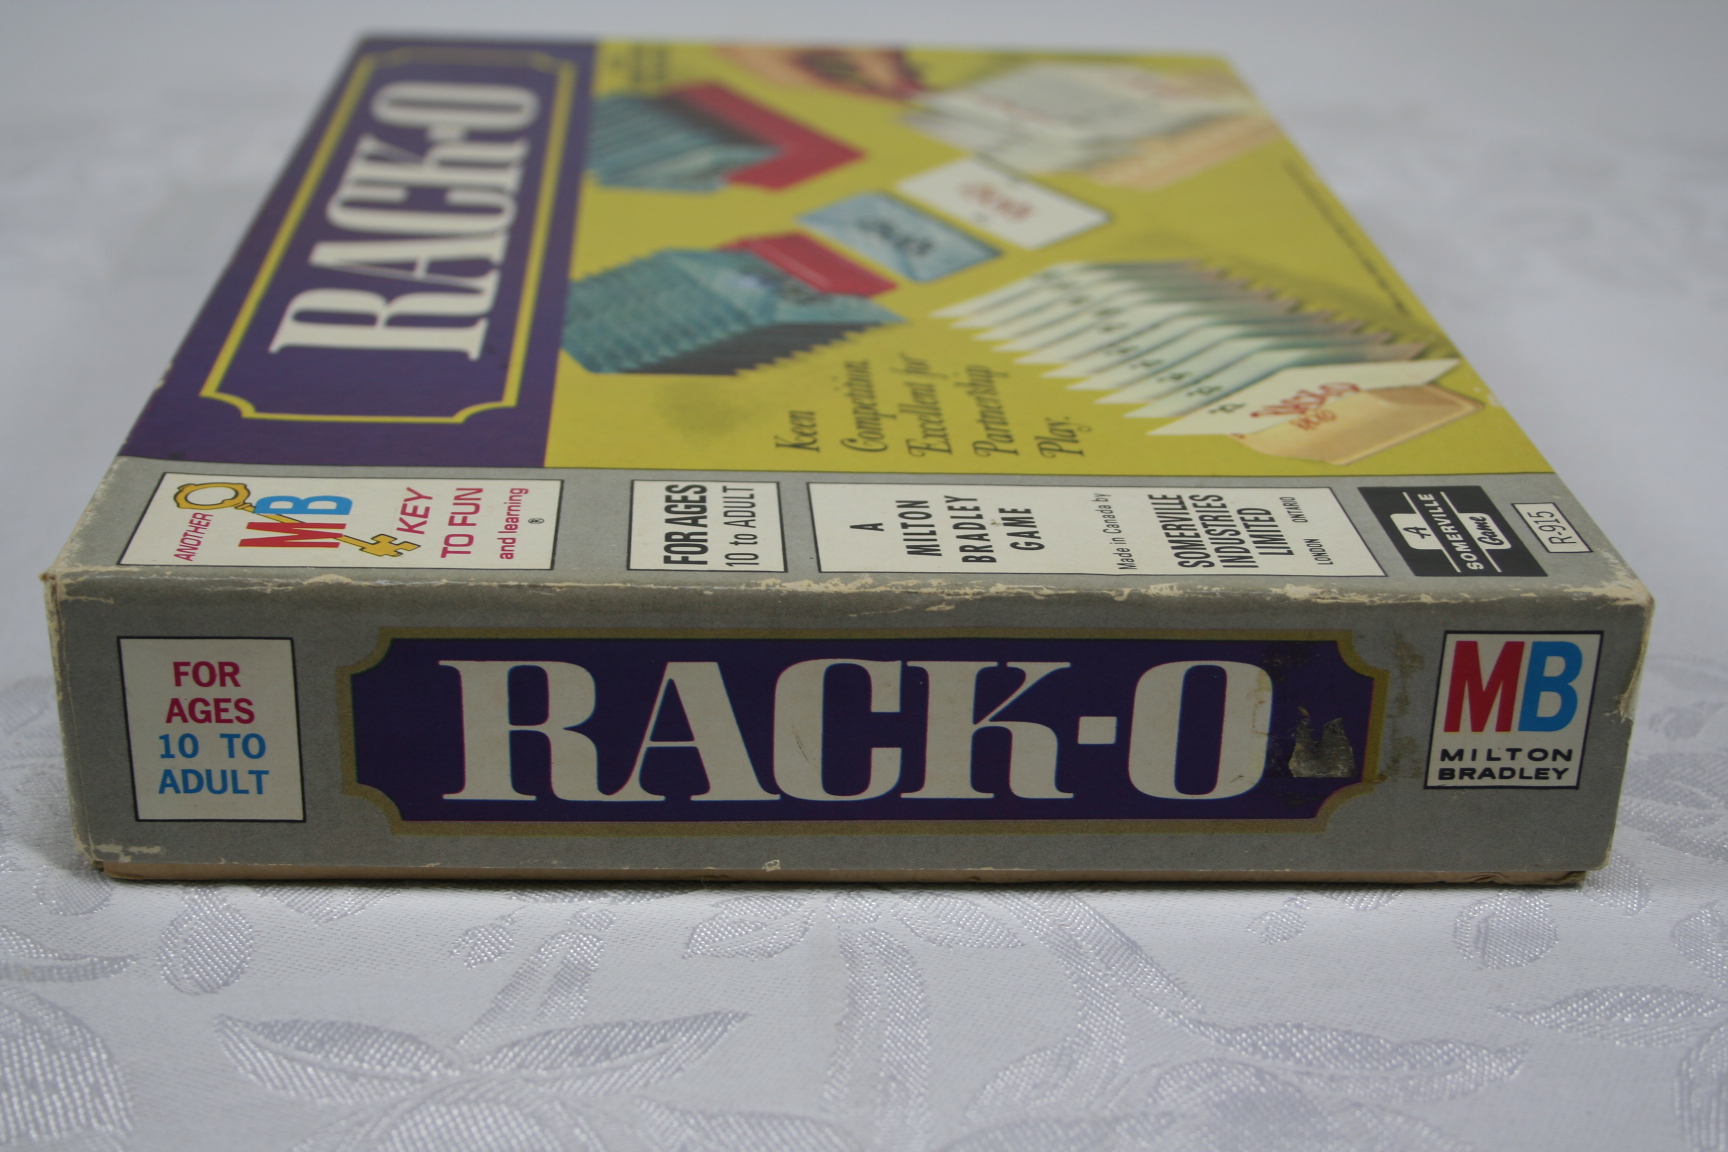 RACK-O
Keen
Competition.
Excellent for
Partnership
Play.
ANOTHER
MB
KEY
TO FUN
and learning
®
FOR AGES
10 to ADULT
A
MILTON
BRADLEY
GAME
Made in Canada by
SOMERVILLE
INDUSTRIES
LIMITED
LONDON ONTARIO
A
SOMERVILLE
Game
R-915
FOR
AGES
10 TO
ADULT
RACK-O
MB
MILTON
BRADLEY